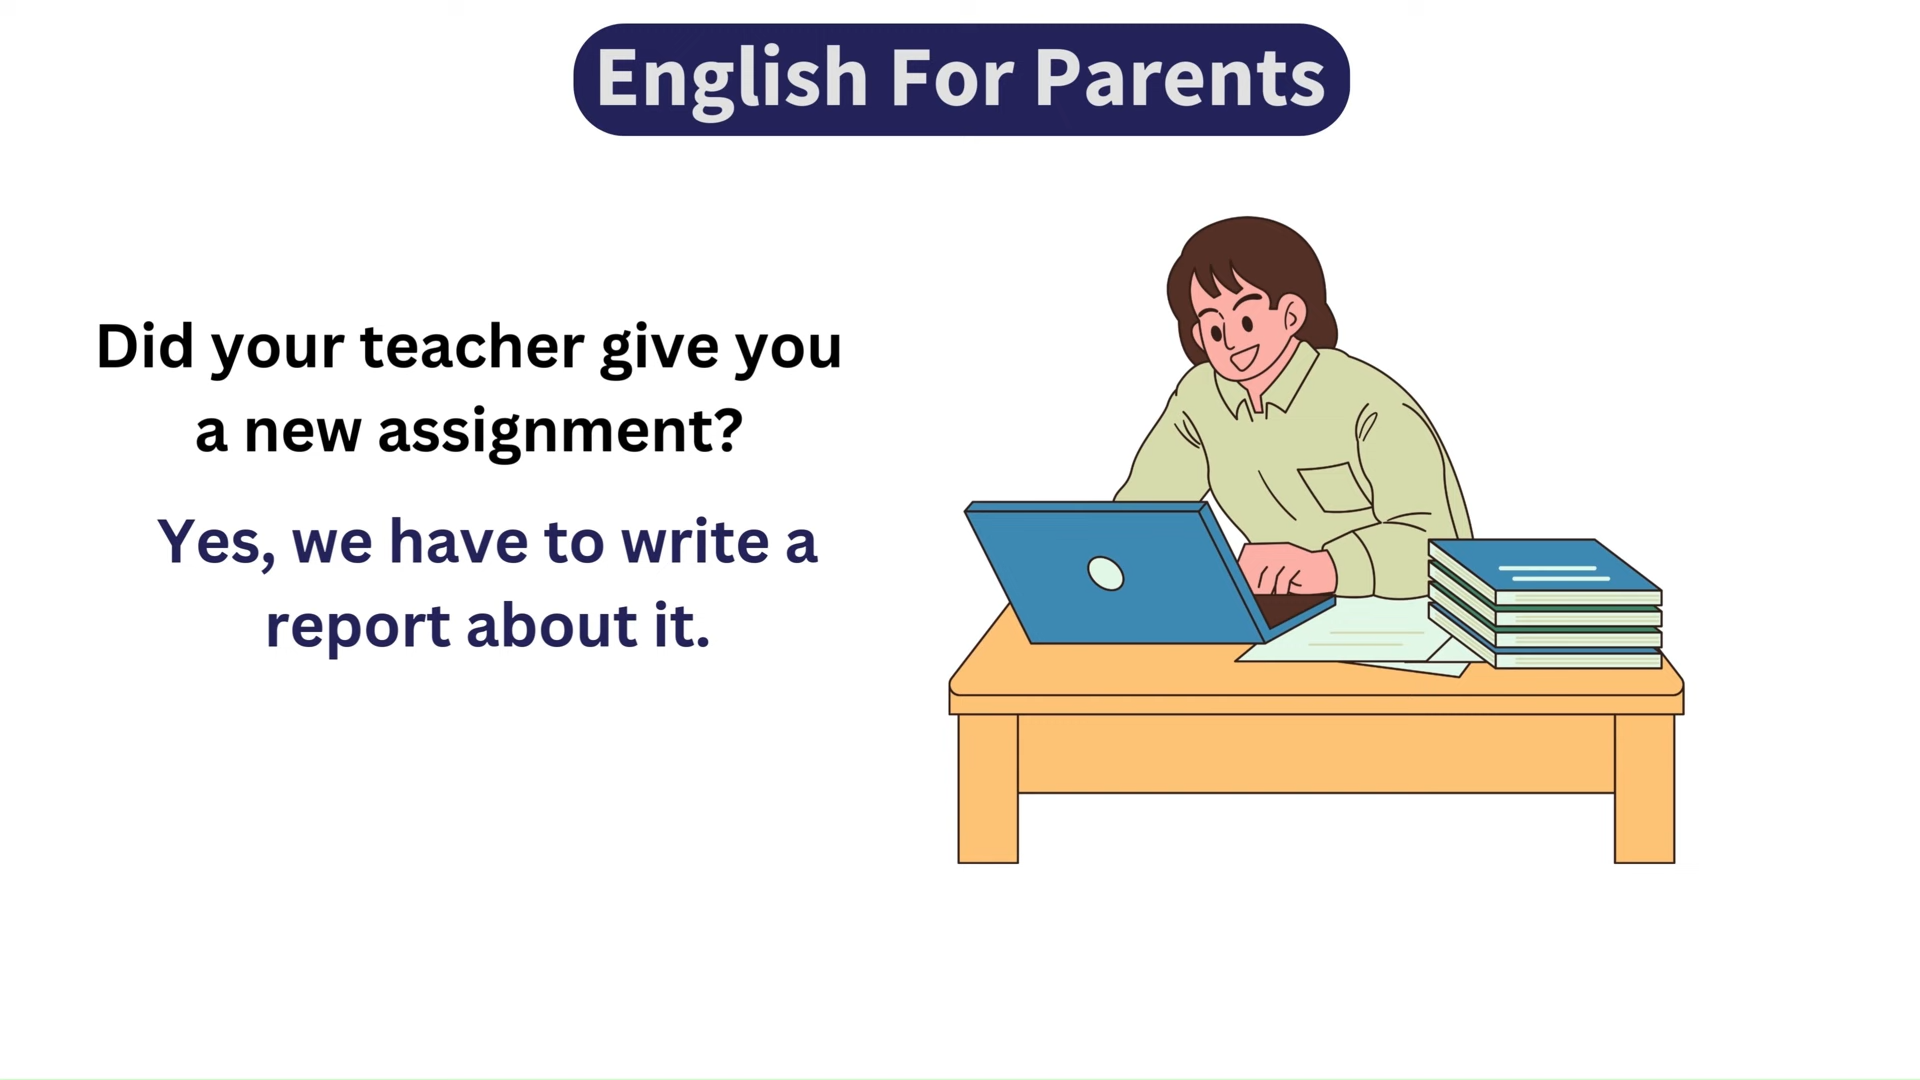 English For Parents
Did your teacher give you
a new assignment?
Yes, we have to write a
report about it.